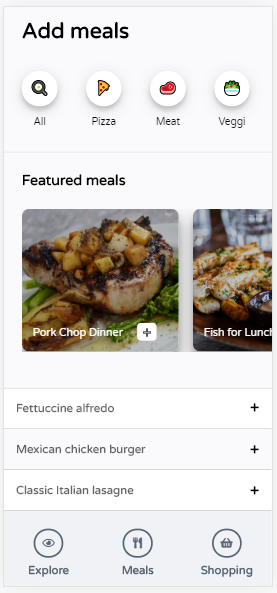 Add meals
All
Pizza
Meat
Veggi
Featured meals
Pork Chop Dinner
Fish for Lunch
Fettuccine alfredo
Mexican chicken burger
Classic Italian lasagne
Explore
Meals
Shopping